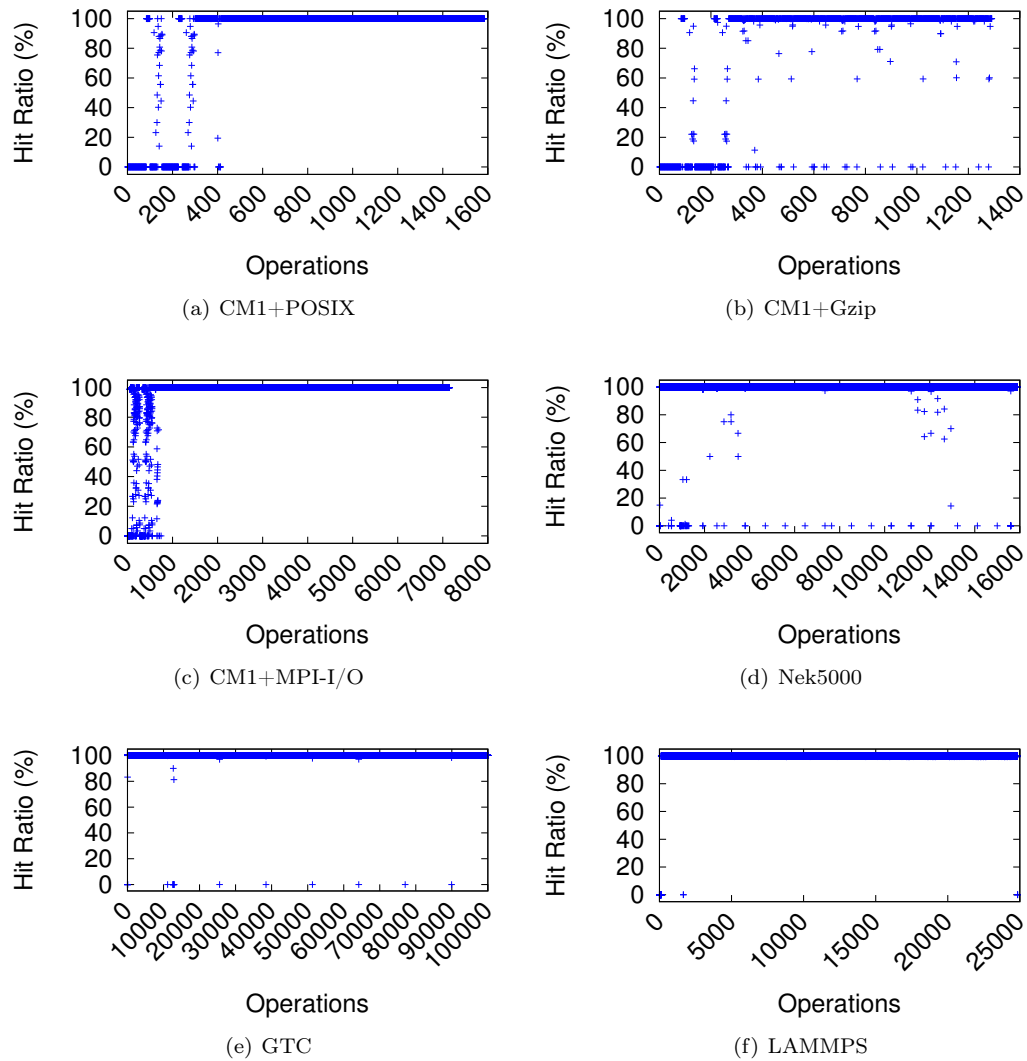 Hit Ratio (%)
100
80
60
40
20
0
0 200 400 600 800 1000 1200 1400 1600
Operations
(a) CM1+POSIX
Hit Ratio (%)
100
80
60
40
20
0
0 200 400 600 800 1000 1200 1400
Operations
(b) CM1+Gzip
Hit Ratio (%)
100
80
60
40
20
0
0 1000 2000 3000 4000 5000 6000 7000 8000
Operations
(c) CM1+MPI-I/O
Hit Ratio (%)
100
80
60
40
20
0
0 2000 4000 6000 8000 10000 12000 14000 16000
Operations
(d) Nek5000
Hit Ratio (%)
100
80
60
40
20
0
0 10000 20000 30000 40000 50000 60000 70000 80000 90000 100000
Operations
(e) GTC
Hit Ratio (%)
100
80
60
40
20
0
0 5000 10000 15000 20000 25000
Operations
(f) LAMMPS